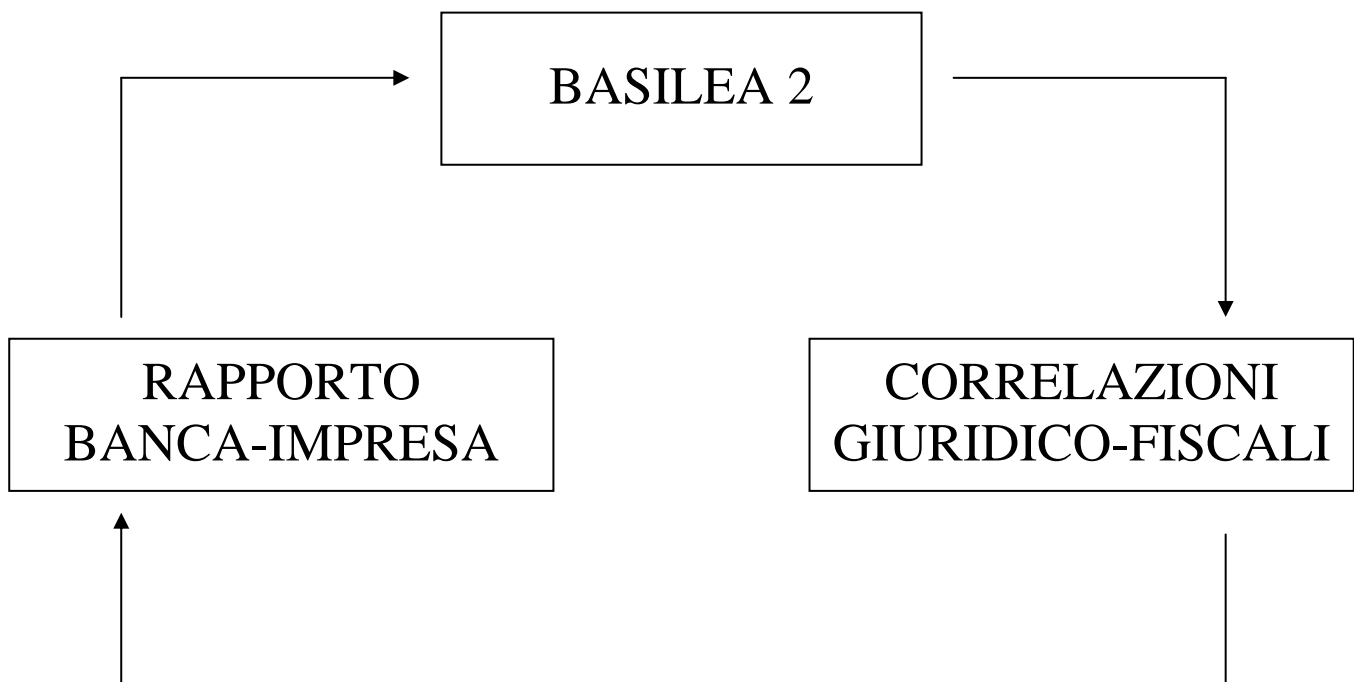 BASILEA 2
RAPPORTO
BANCA-IMPRESA
CORRELAZIONI
GIURIDICO-FISCALI